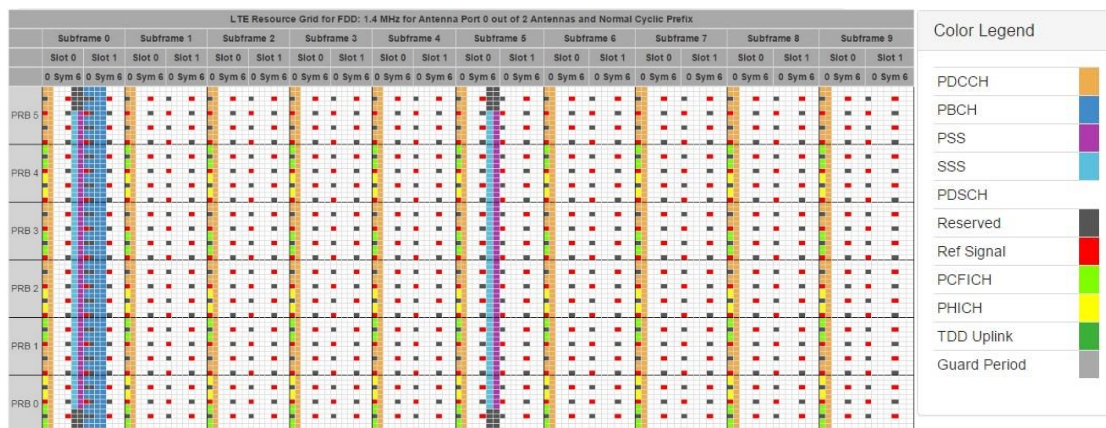 LTE Resource Grid for FDD: 1.4 MHz for Antenna Port 0 out of 2 Antennas and Normal Cyclic Prefix
Subframe 0 Subframe 1 Subframe 2 Subframe 3 Subframe 4 Subframe 5 Subframe 6 Subframe 7 Subframe 8 Subframe 9
Slot 0 Slot 1 Slot 0 Slot 1 Slot 0 Slot 1 Slot 0 Slot 1 Slot 0 Slot 1 Slot 0 Slot 1 Slot 0 Slot 1 Slot 0 Slot 1 Slot 0 Slot 1 Slot 0 Slot 1
0 Sym 6 0 Sym 6 0 Sym 6 0 Sym 6 0 Sym 6 0 Sym 6 0 Sym 6 0 Sym 6 0 Sym 6 0 Sym 6 0 Sym 6 0 Sym 6 0 Sym 6 0 Sym 6 0 Sym 6 0 Sym 6 0 Sym 6 0 Sym 6 0 Sym 6 0 Sym 6
PRB 5
PRB 4
PRB 3
PRB 2
PRB 1
PRB 0
Color Legend
PDCCH
PBCH
PSS
SSS
PDSCH
Reserved
Ref Signal
PCFICH
PHICH
TDD Uplink
Guard Period